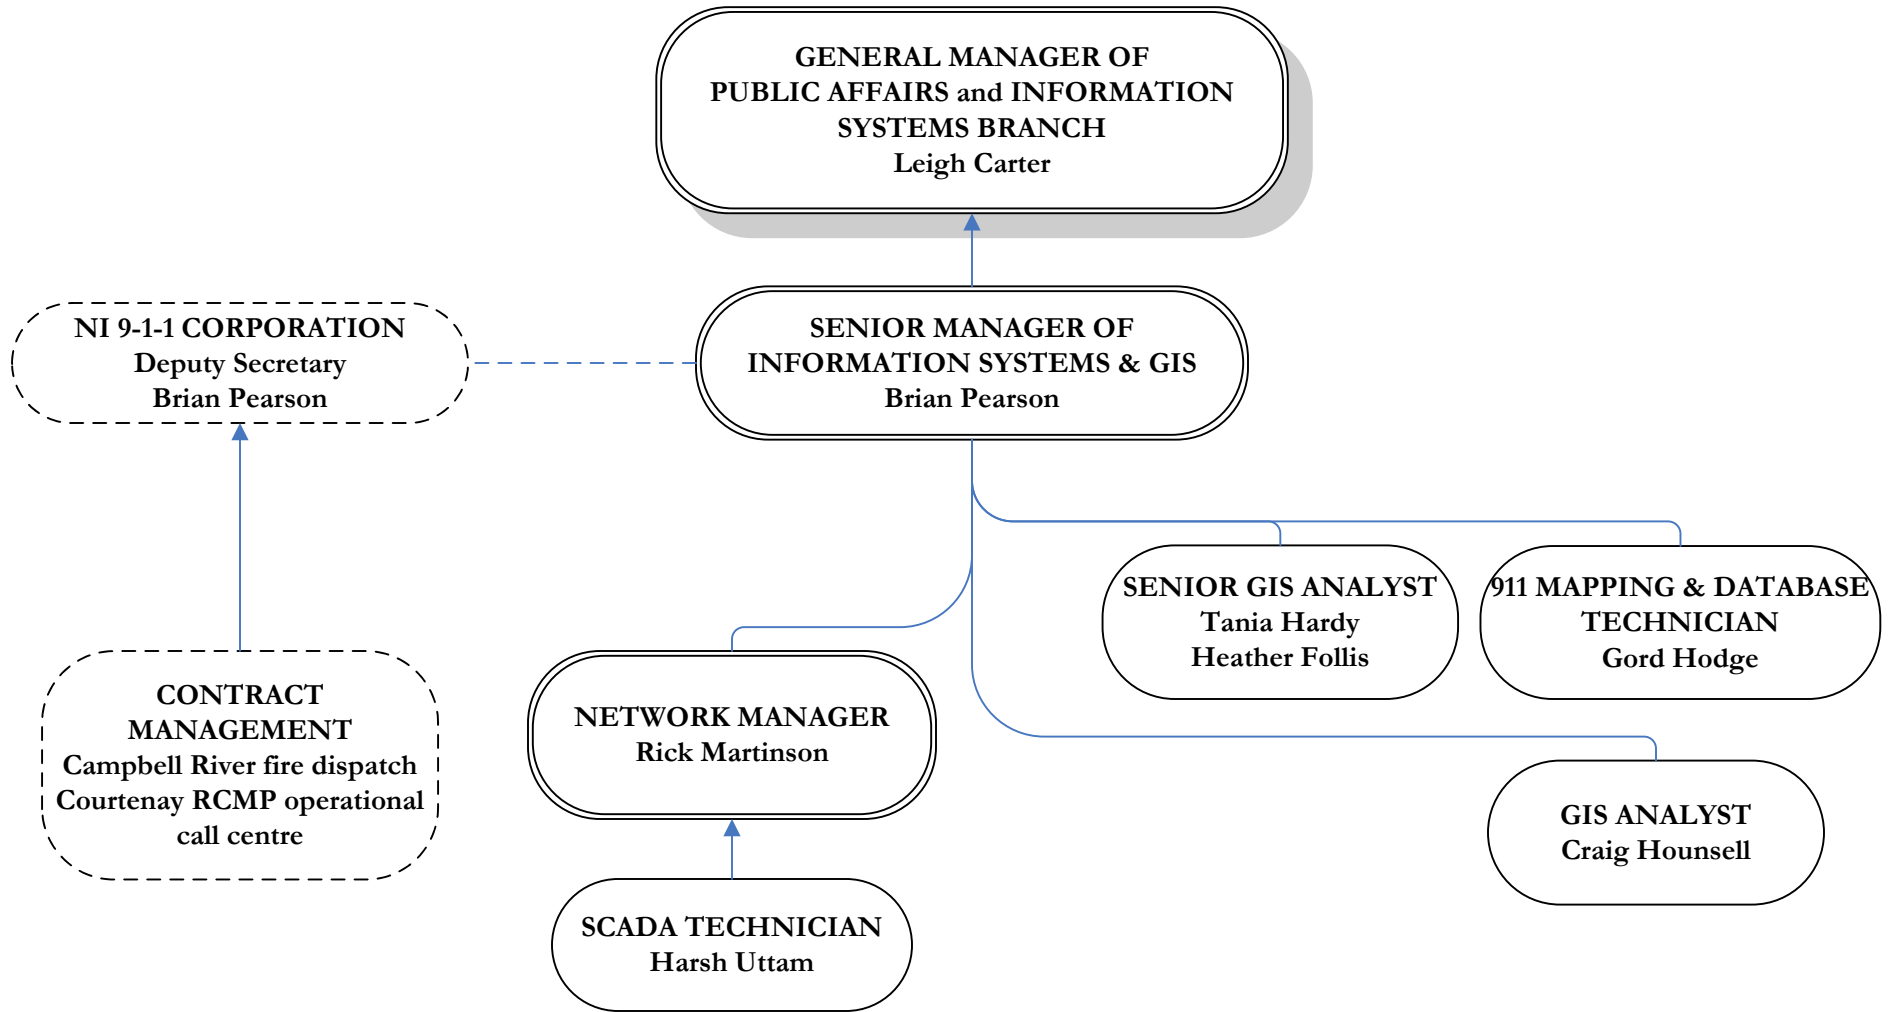 GENERAL MANAGER OF
PUBLIC AFFAIRS and INFORMATION
SYSTEMS BRANCH
Leigh Carter
NI 9-1-1 CORPORATION
Deputy Secretary
Brian Pearson
SENIOR MANAGER OF
INFORMATION SYSTEMS & GIS
Brian Pearson
SENIOR GIS ANALYST
Tania Hardy
Heather Follis
911 MAPPING & DATABASE
TECHNICIAN
Gord Hodge
CONTRACT
MANAGEMENT
Campbell River fire dispatch
Courtenay RCMP operational
call centre
NETWORK MANAGER
Rick Martinson
GIS ANALYST
Craig Hounsell
SCADA TECHNICIAN
Harsh Uttam